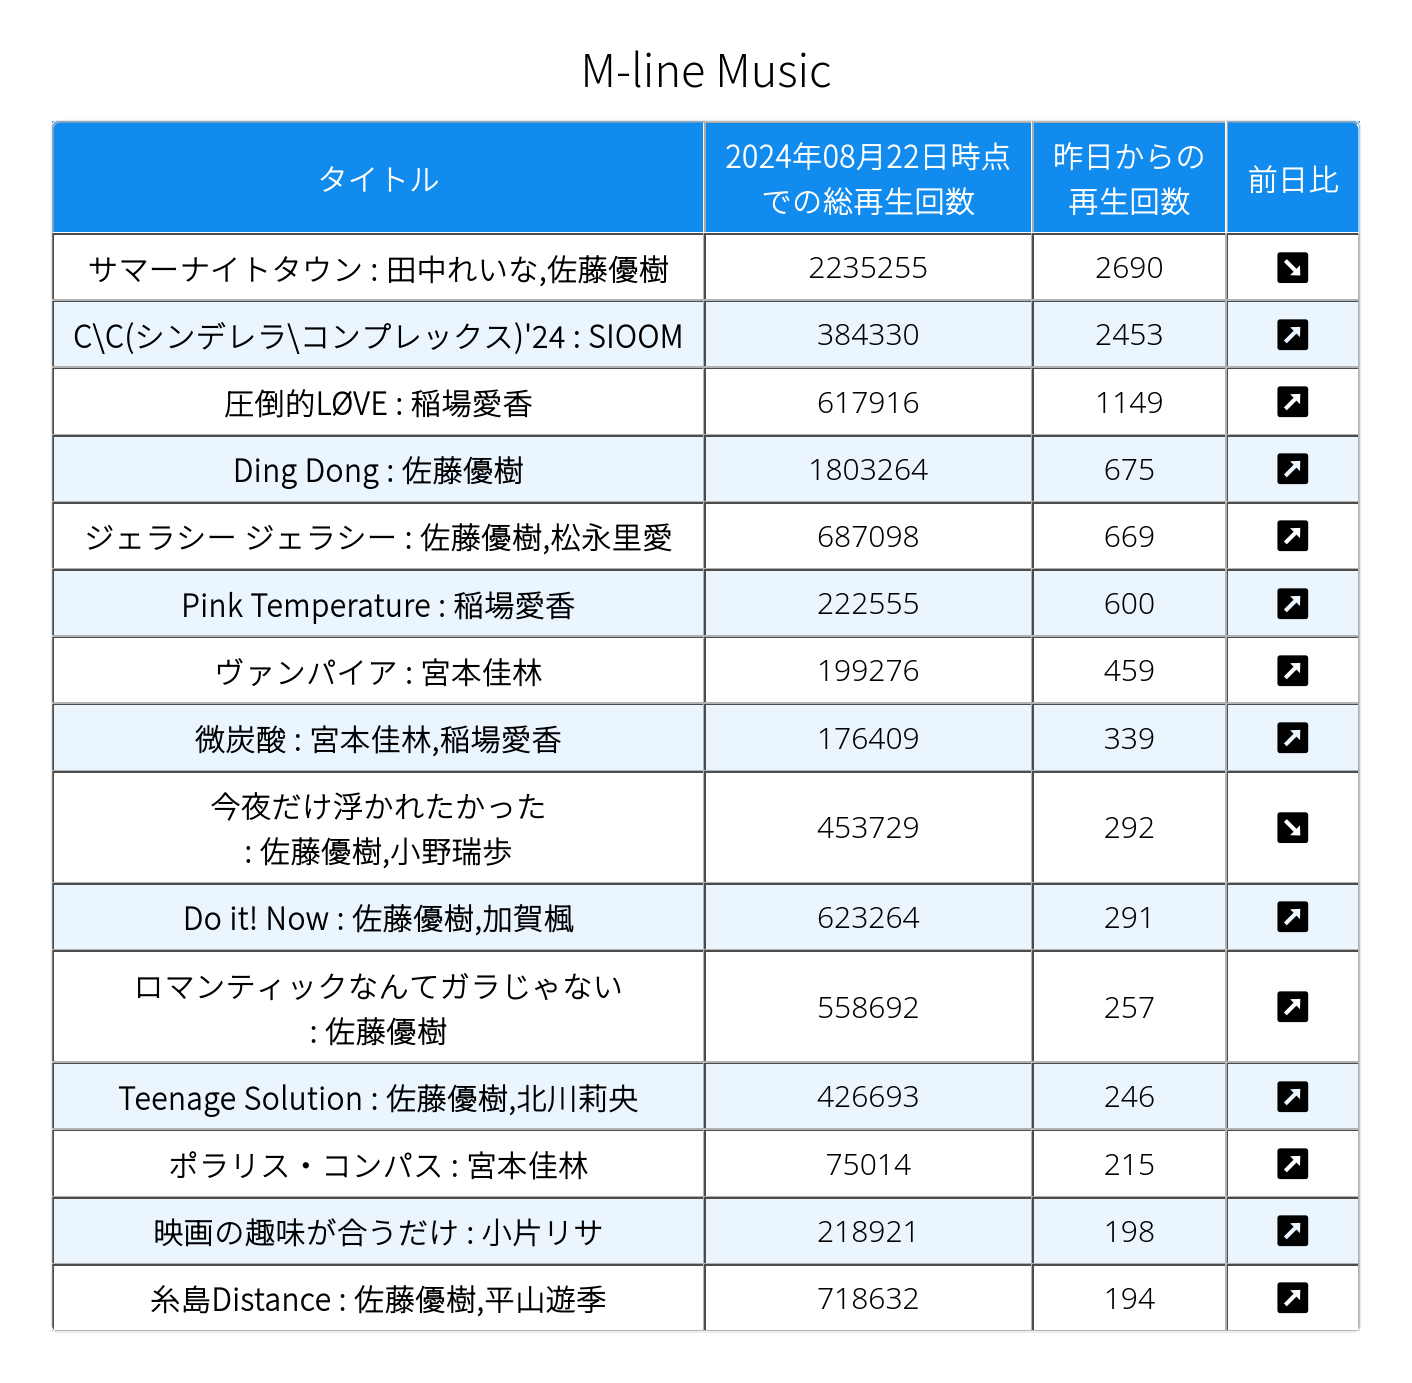 M-line Music
タイトル
2024年08月22日時点
での総再生回数
昨日からの
再生回数
前日比
サマーナイトタウン : 田中れいな,佐藤優樹 2235255 2690 ↘
C\C(シンデレラ\コンプレックス)'24 : SIOOM 384330 2453 ↗
圧倒的LØVE : 稲場愛香 617916 1149 ↗
Ding Dong : 佐藤優樹 1803264 675 ↗
ジェラシー ジェラシー : 佐藤優樹,松永里愛 687098 669 ↗
Pink Temperature : 稲場愛香 222555 600 ↗
ヴァンパイア : 宮本佳林 199276 459 ↗
微炭酸 : 宮本佳林,稲場愛香 176409 339 ↗
今夜だけ浮かれたかった
: 佐藤優樹,小野瑞歩 453729 292 ↘
Do it! Now : 佐藤優樹,加賀楓 623264 291 ↗
ロマンティックなんてガラじゃない
: 佐藤優樹 558692 257 ↗
Teenage Solution : 佐藤優樹,北川莉央 426693 246 ↗
ポラリス・コンパス : 宮本佳林 75014 215 ↗
映画の趣味が合うだけ : 小片リサ 218921 198 ↗
糸島Distance : 佐藤優樹,平山遊季 718632 194 ↗